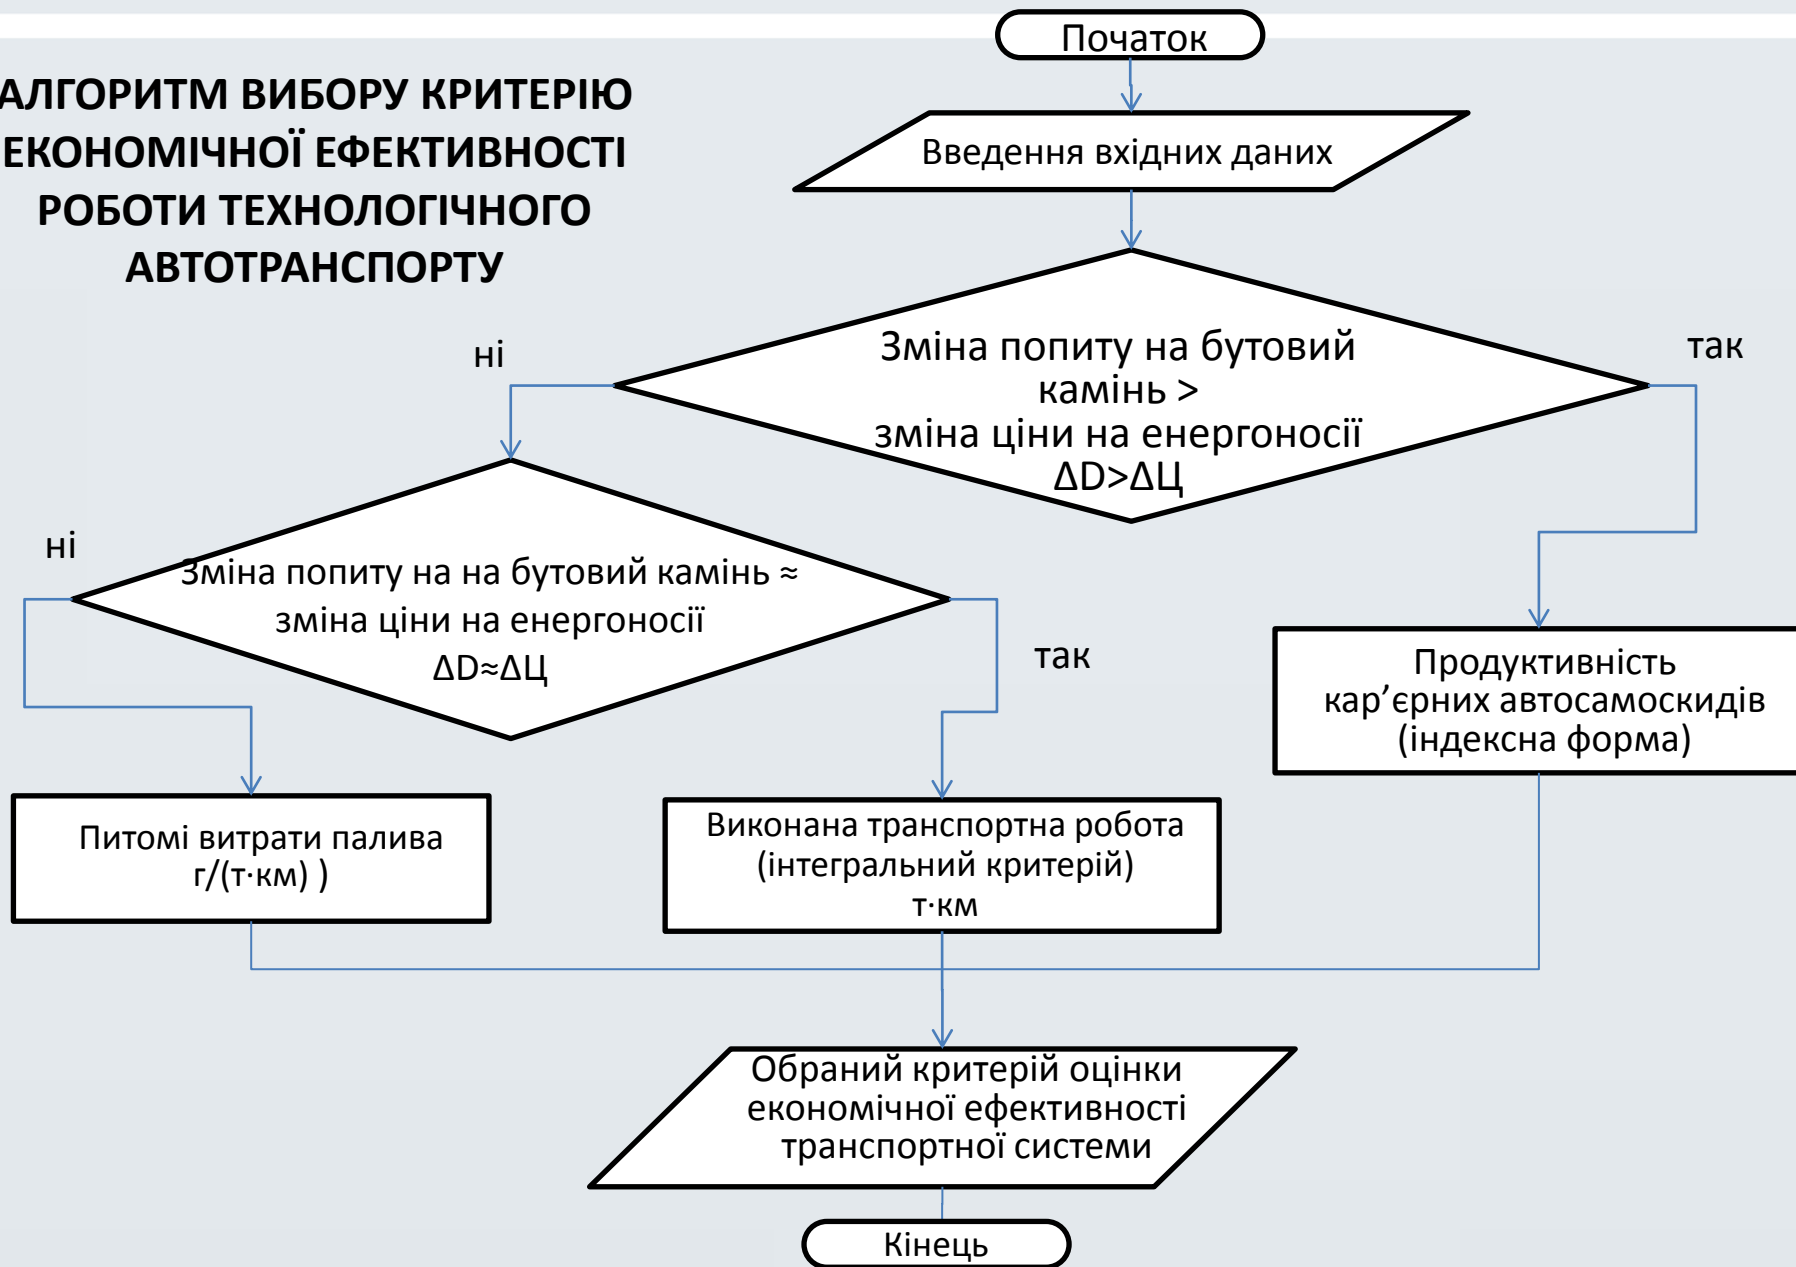 Початок
АЛГОРИТМ ВИБОРУ КРИТЕРІЮ
ЕКОНОМІЧНОЇ ЕФЕКТИВНОСТІ
РОБОТИ ТЕХНОЛОГІЧНОГО
АВТОТРАНСПОРТУ
Введення вхідних даних
Зміна попиту на бутовий
камінь >
зміна ціни на енергоносії
ΔD>ΔЦ
ні
так
Зміна попиту на на бутовий камінь ≈
зміна ціни на енергоносії
ΔD≈ΔЦ
ні
так
Продуктивність
кар’єрних автосамоскидів
(індексна форма)
Питомі витрати палива
г/(т·км) )
Виконана транспортна робота
(інтегральний критерій)
т·км
Обраний критерій оцінки
економічної ефективності
транспортної системи
Кінець